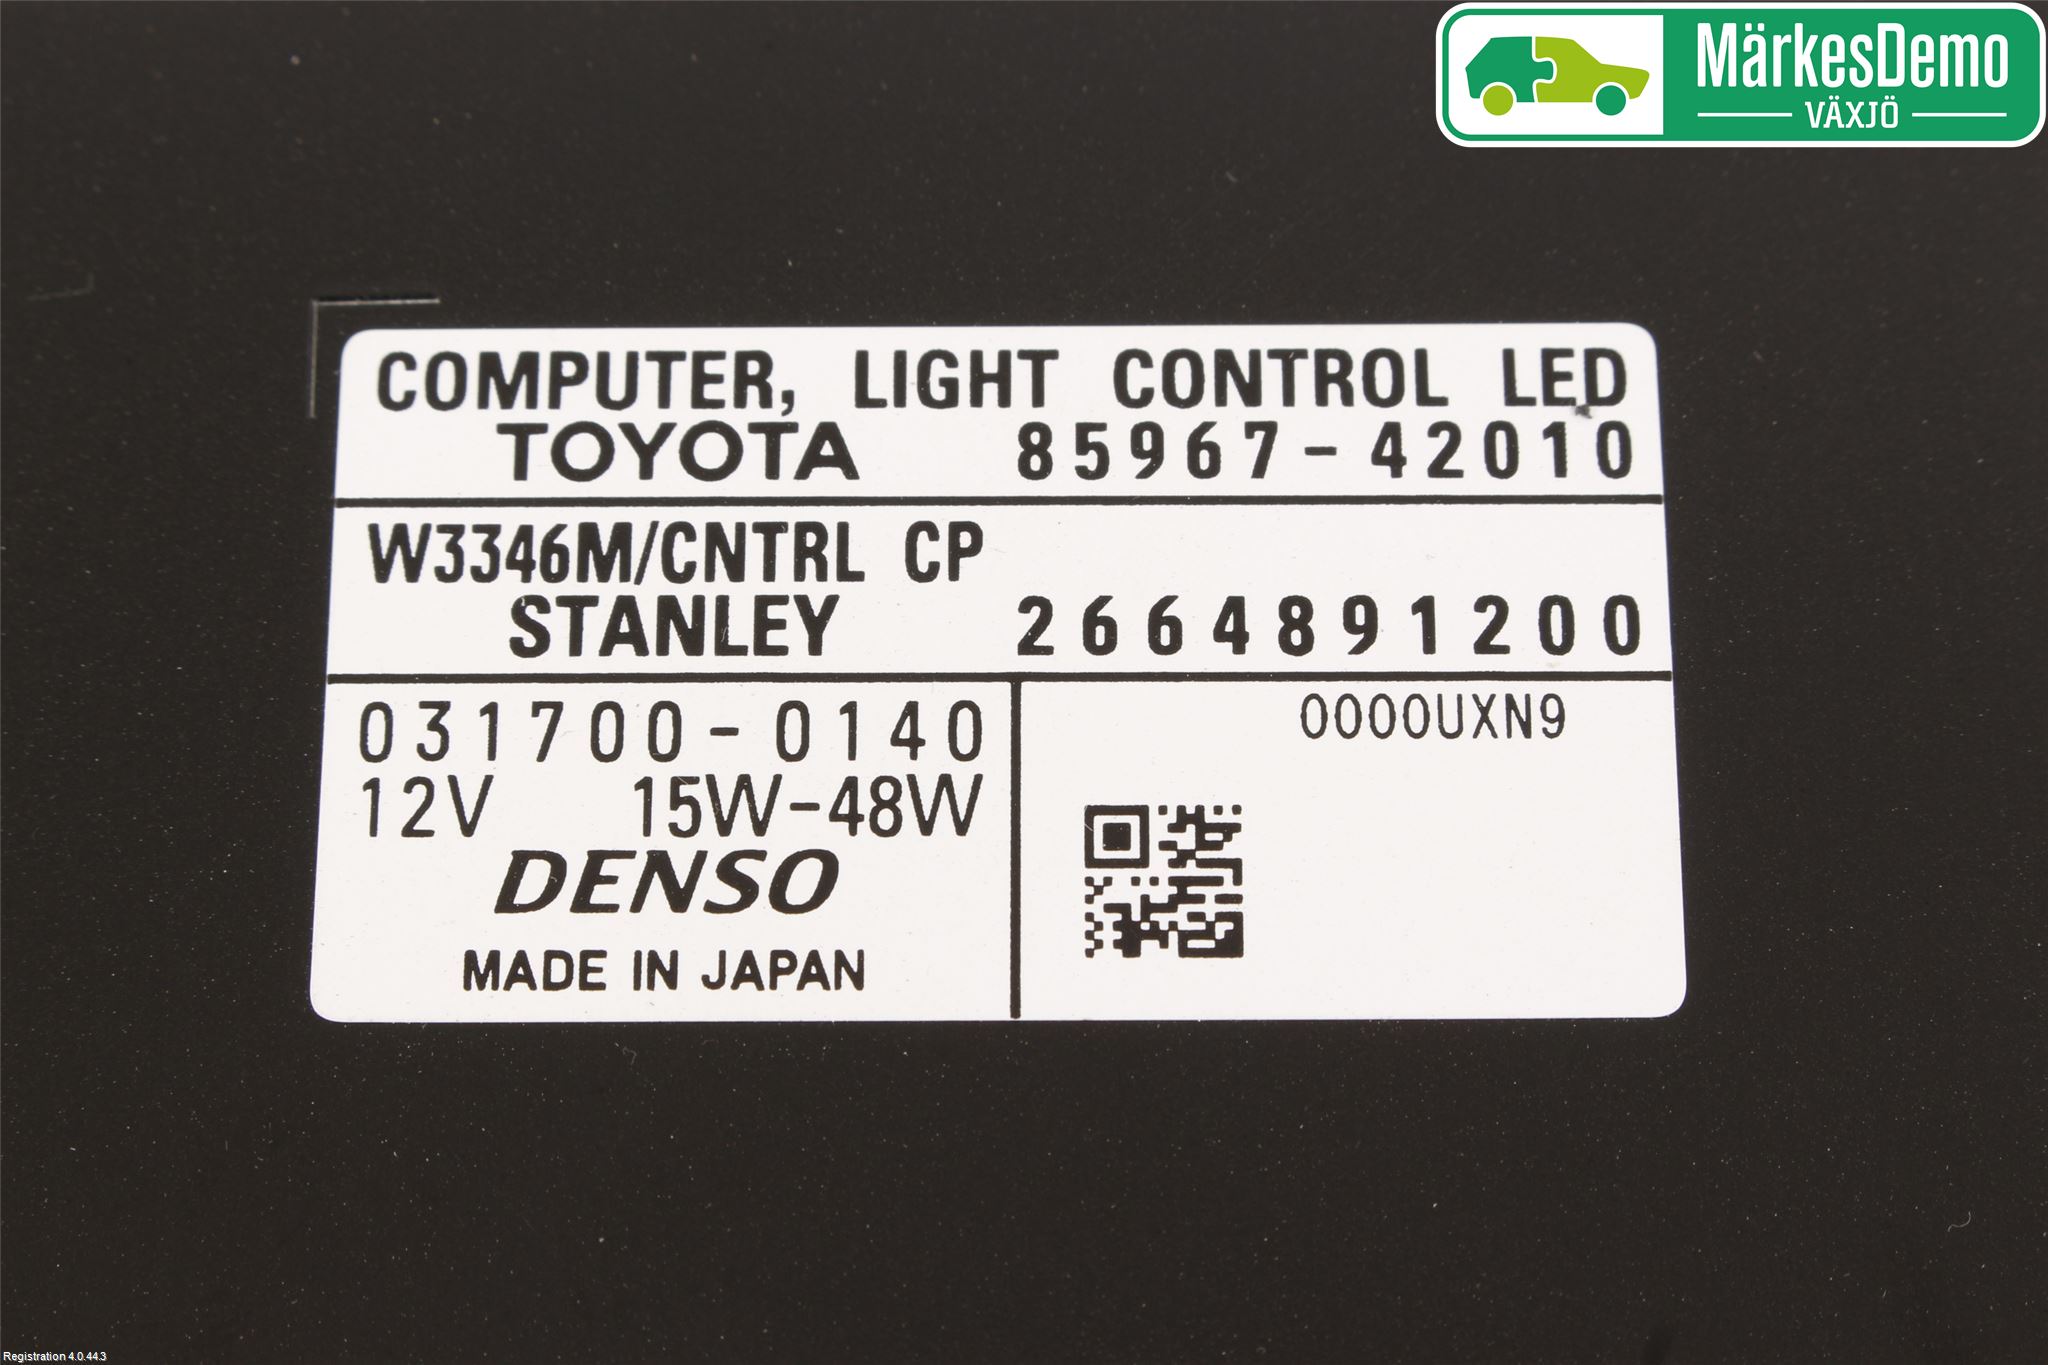 MärkesDemo
VÄXJÖ
COMPUTER, LIGHT CONTROL LED
TOYOTA 85967-42010
W3346M/CNTRL CP
STANLEY 2664891200
031700-0140
0000UXN9
12V 15W-48W
DENSO
MADE IN JAPAN
Registration 4.0.44.3